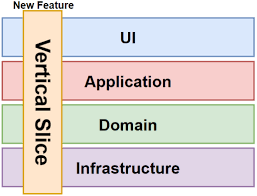 New Feature
Vertical Slice
UI
Application
Domain
Infrastructure